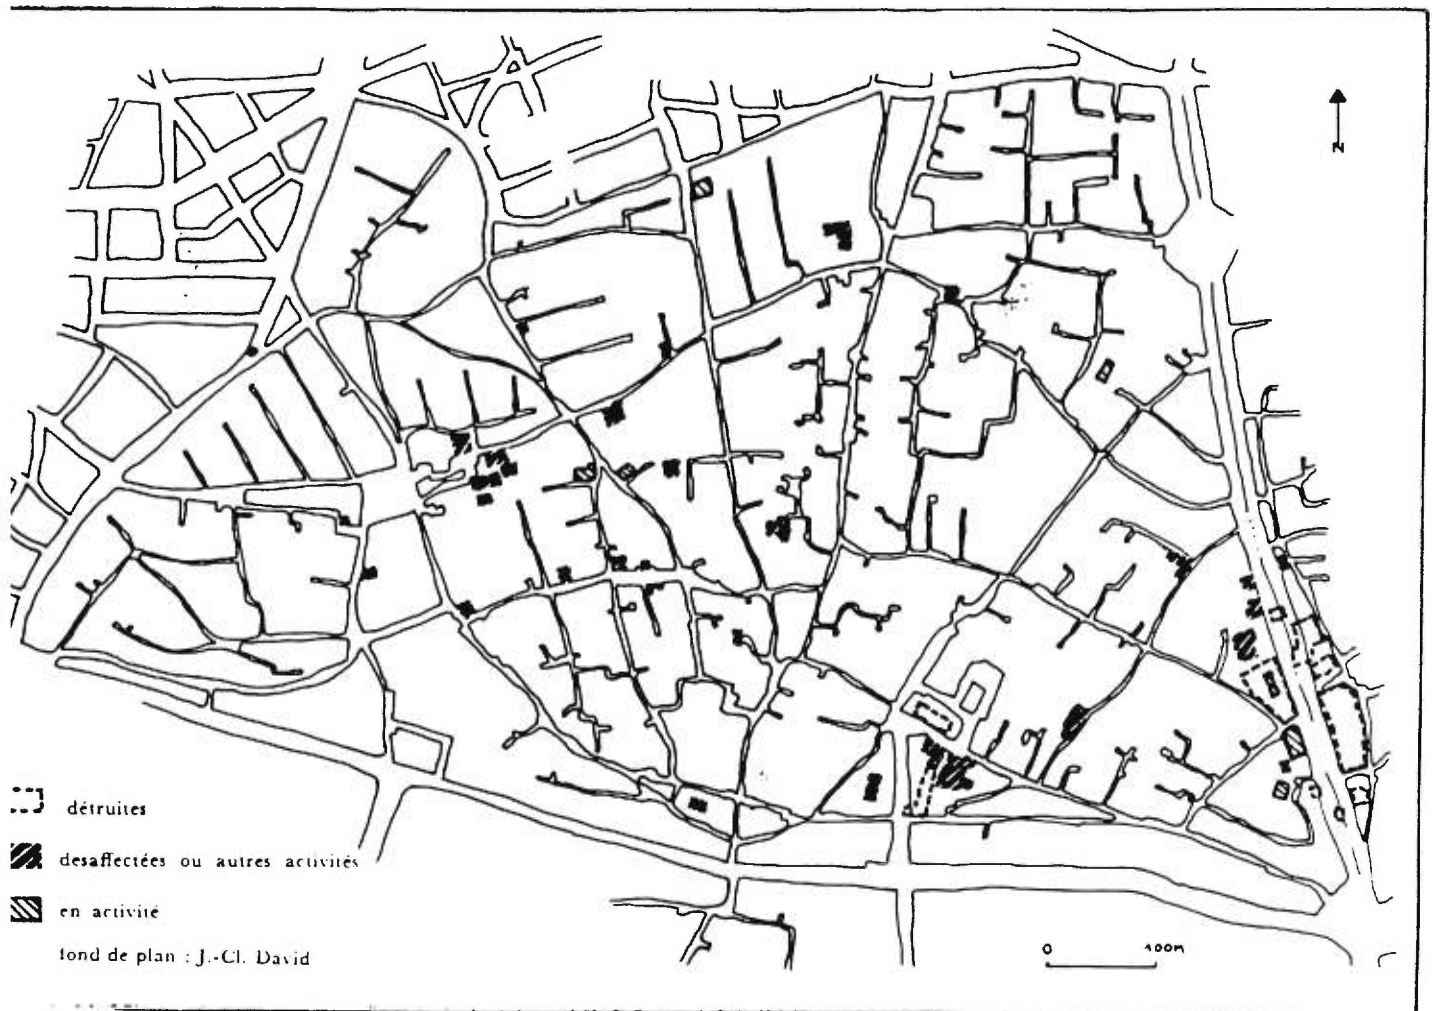 N
détruites
desaffectées ou autres activités
en activité
fond de plan : J.-Cl. David
0 100m